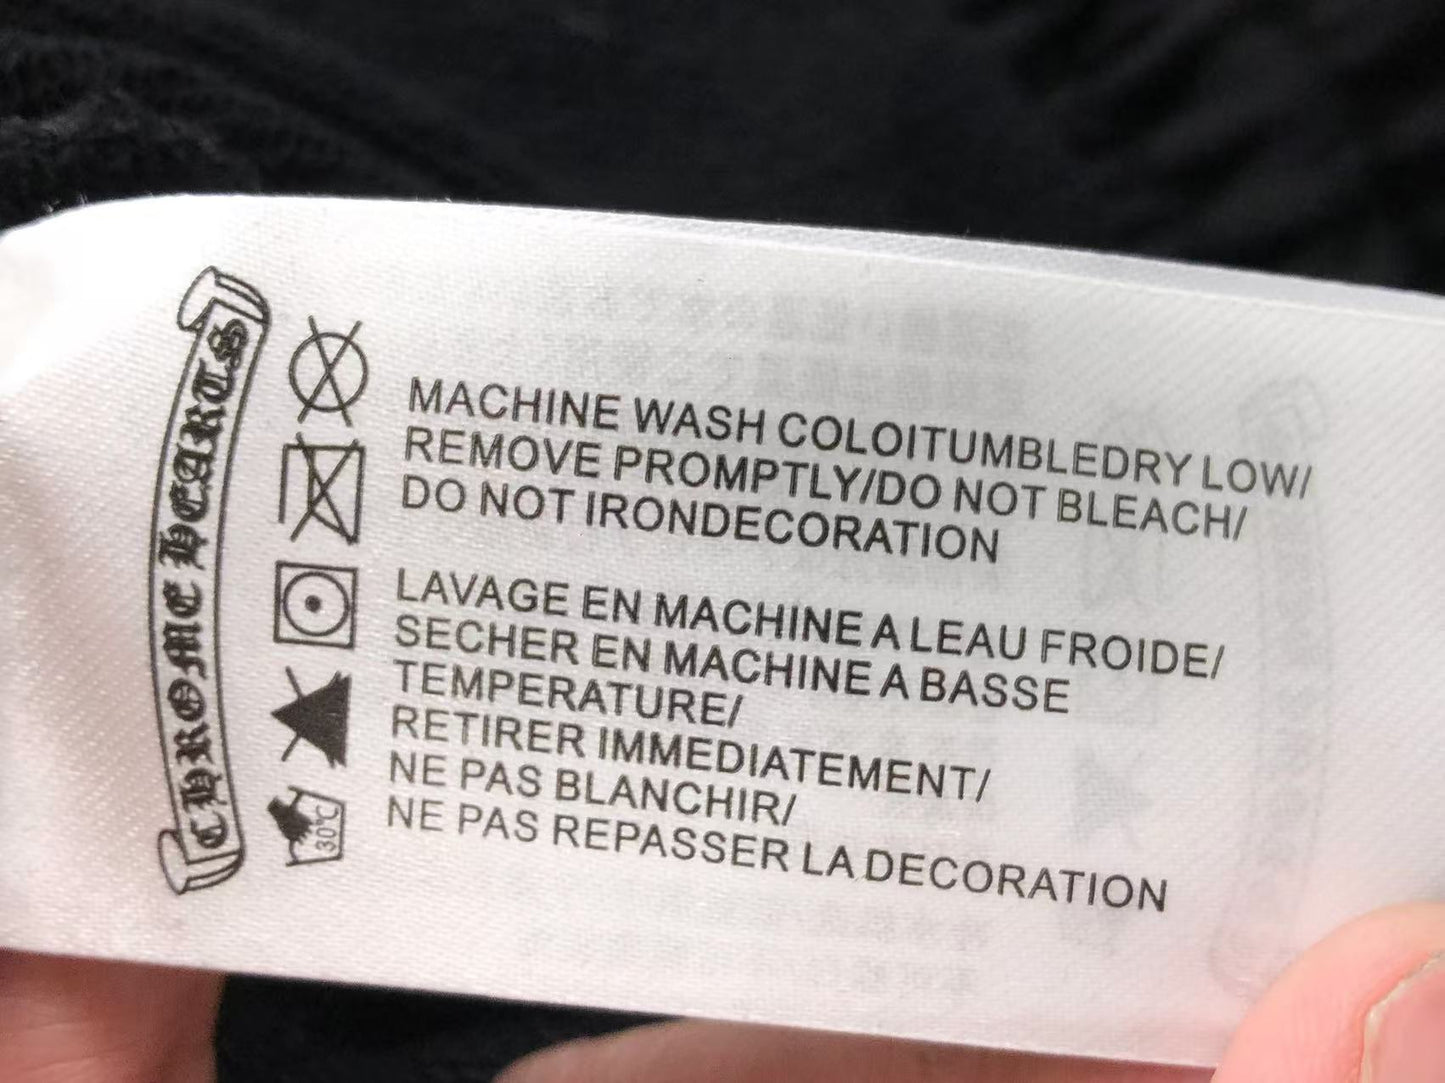 CHROME HEARTS
MACHINE WASH COLOITUMBLEDRY LOW/
REMOVE PROMPTLY/DO NOT BLEACH/
DO NOT IRONDECORATION
LAVAGE EN MACHINE A LEAU FROIDE/
SECHER EN MACHINE A BASSE
TEMPERATURE/
RETIRER IMMEDIATEMENT/
NE PAS BLANCHIR/
NE PAS REPASSER LA DECORATION
30℃